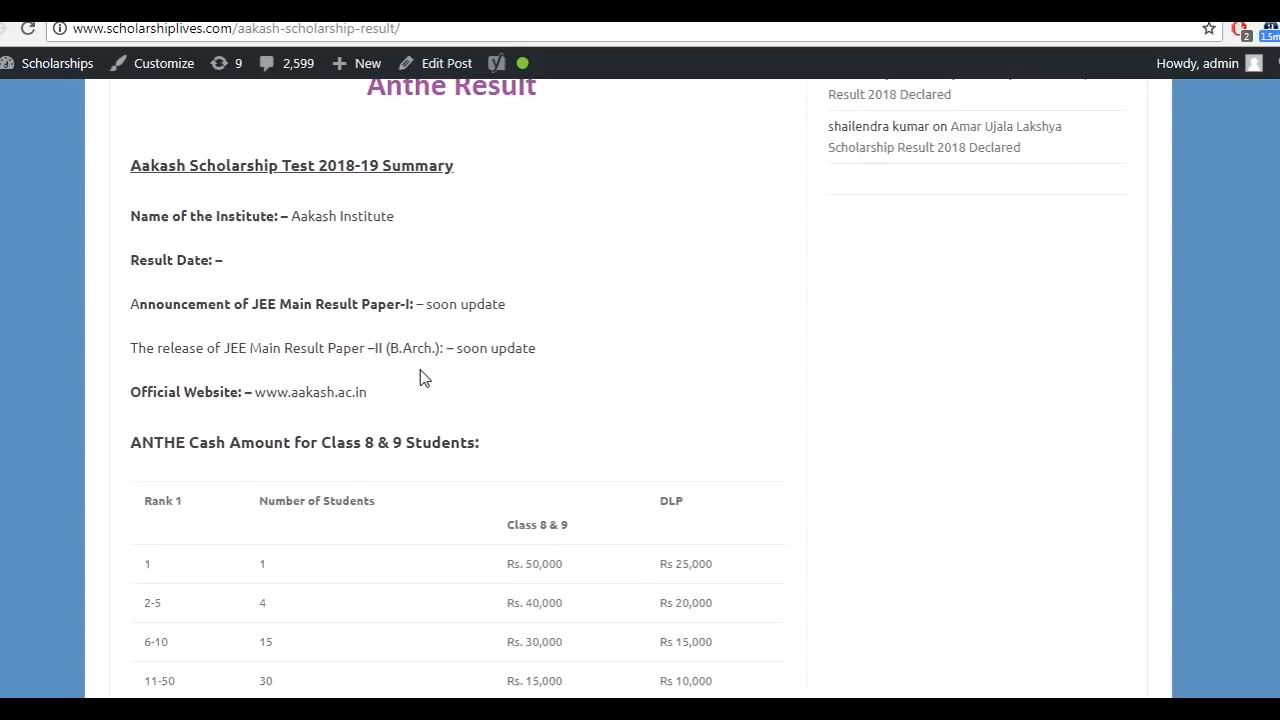 www.scholarshiplives.com/aakash-scholarship-result/
2
1.5m
Scholarships
Customize
9
2,599
New
Edit Post
Howdy, admin
Anthe Result
Result 2018 Declared
shailendra kumar on Amar Ujala Lakshya
Scholarship Result 2018 Declared
Aakash Scholarship Test 2018-19 Summary
Name of the Institute: – Aakash Institute
Result Date: –
Announcement of JEE Main Result Paper-I: – soon update
The release of JEE Main Result Paper –II (B.Arch.): – soon update
Official Website: – www.aakash.ac.in
ANTHE Cash Amount for Class 8 & 9 Students:
Rank 1 Number of Students DLP
Class 8 & 9
1 1 Rs. 50,000 Rs 25,000
2-5 4 Rs. 40,000 Rs 20,000
6-10 15 Rs. 30,000 Rs 15,000
11-50 30 Rs. 15,000 Rs 10,000